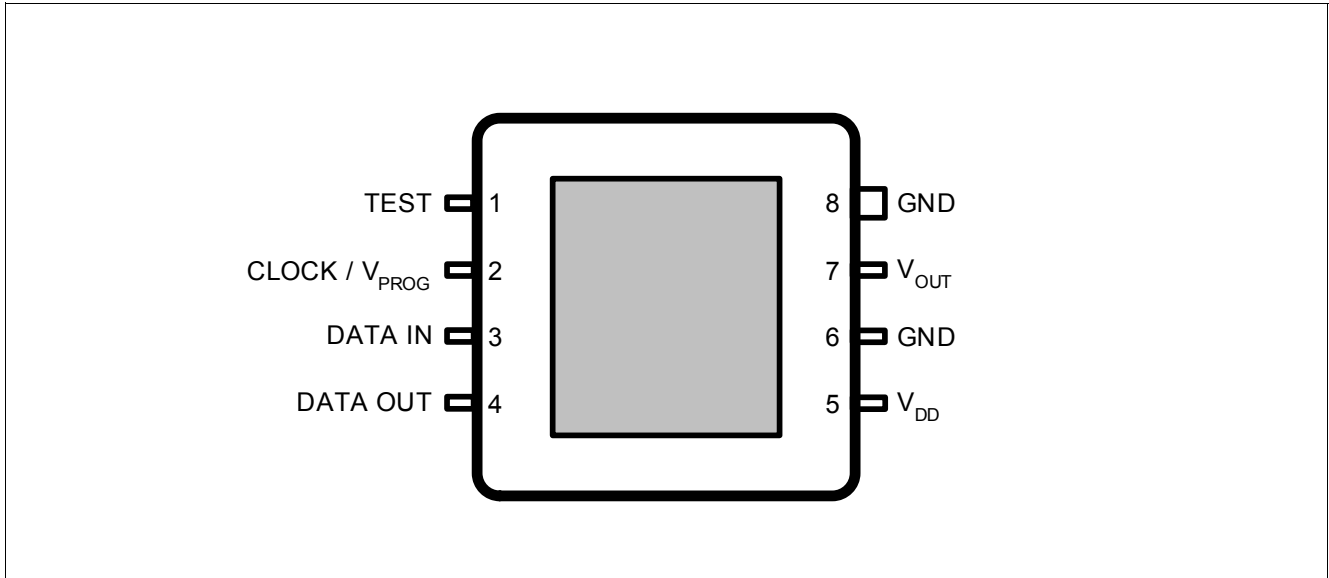 TEST 1 8 GND
CLOCK / VPROG 2 7 VOUT
DATA IN 3 6 GND
DATA OUT 4 5 VDD